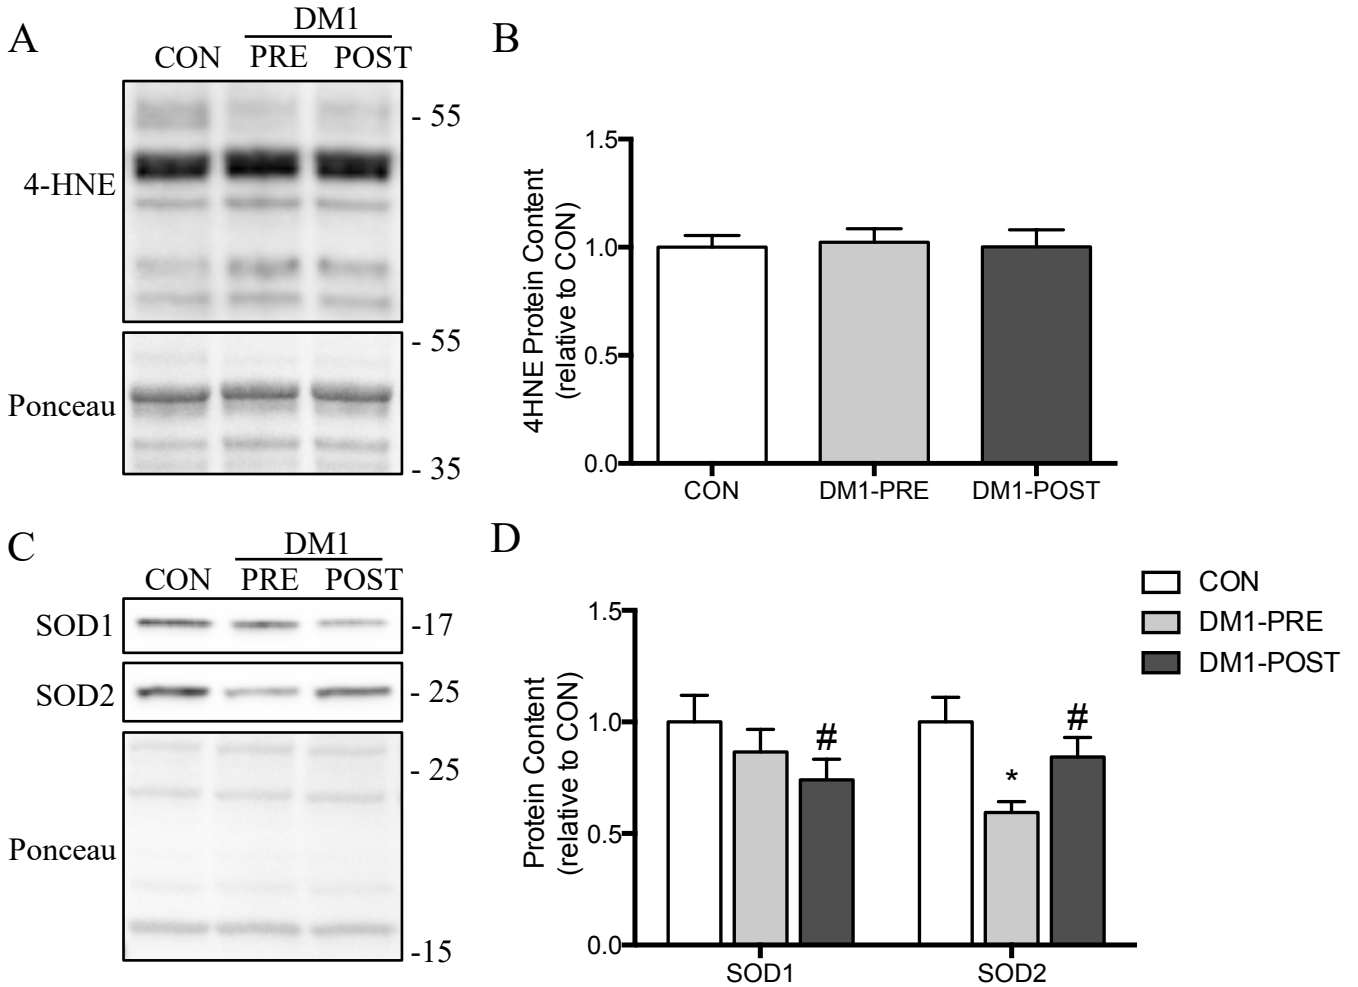 A
DM1
CON PRE POST
4-HNE
- 55
Ponceau
- 55
- 35
B
4HNE Protein Content
(relative to CON)
1.5
1.0
0.5
0.0
CON DM1-PRE DM1-POST
C
DM1
CON PRE POST
SOD1
-17
SOD2
- 25
Ponceau
- 25
-15
D
Protein Content
(relative to CON)
1.5
1.0
0.5
0.0
#
*
#
SOD1 SOD2
CON
DM1-PRE
DM1-POST